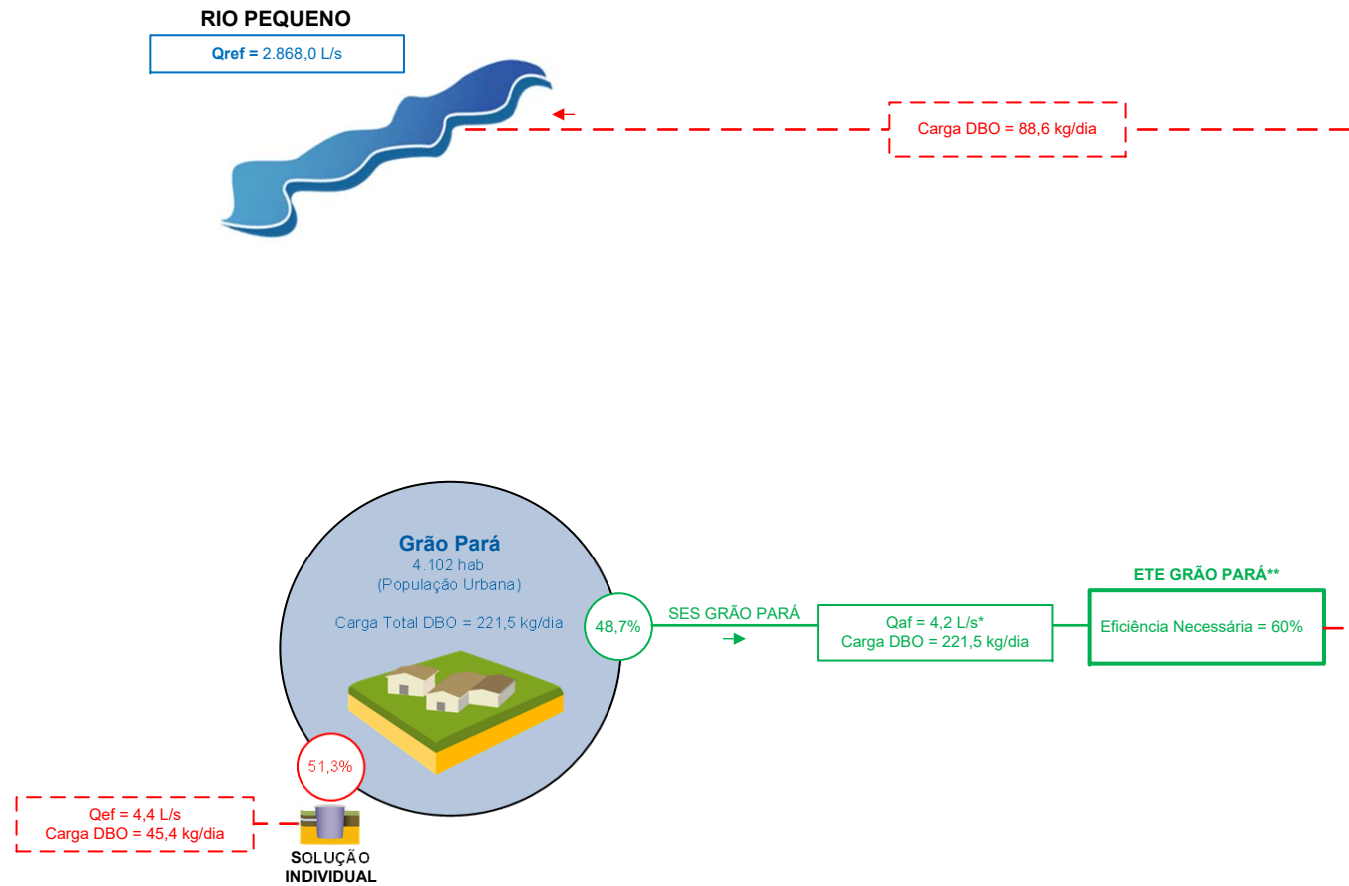 RIO PEQUENO
Qref = 2.868,0 L/s
Carga DBO = 88,6 kg/dia
Grão Pará
4.102 hab
(População Urbana)
Carga Total DBO = 221,5 kg/dia
48,7%
SES GRÃO PARÁ
Qaf = 4,2 L/s*
Carga DBO = 221,5 kg/dia
ETE GRÃO PARÁ**
Eficiência Necessária = 60%
51,3%
Qef = 4,4 L/s
Carga DBO = 45,4 kg/dia
SOLUÇÃO
INDIVIDUAL